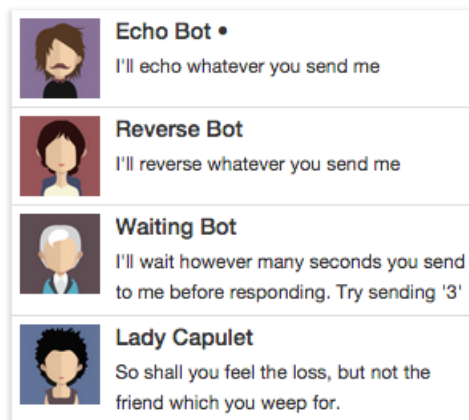 Echo Bot •
I'll echo whatever you send me
Reverse Bot
I'll reverse whatever you send me
Waiting Bot
I'll wait however many seconds you send
to me before responding. Try sending '3'
Lady Capulet
So shall you feel the loss, but not the
friend which you weep for.